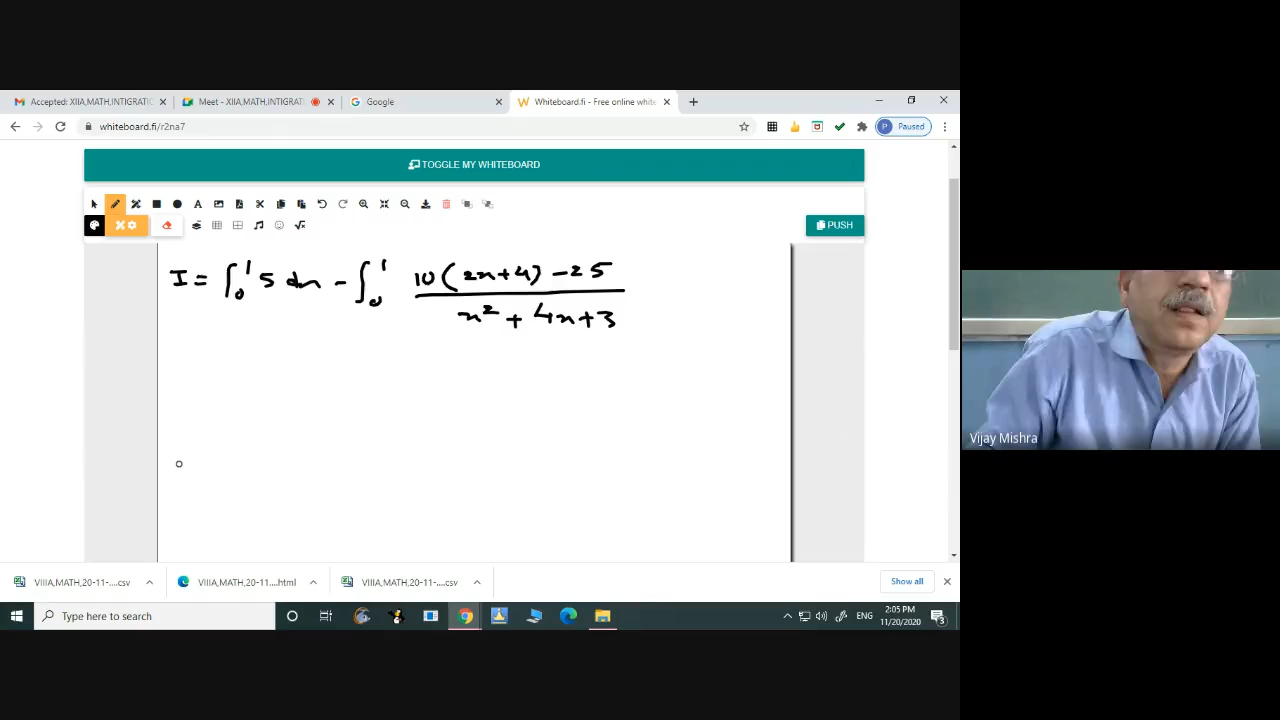 Accepted: XIIA,MATH,INTIGRATIC
Meet - XIIA,MATH,INTIGRATI
Google
Whiteboard.fi - Free online white
whiteboard.fi/r2na7
P Paused
TOGGLE MY WHITEBOARD
A
PUSH
I = ∫₀¹ 5 dx - ∫₀¹ 10(2x+4) -25
x² + 4x+3
Vijay Mishra
VIIIA,MATH,20-11-....csv
VIIIA,MATH,20-11....html
VIIIA,MATH,20-11-....csv
Show all
Type here to search
ENG
2:05 PM
11/20/2020
3